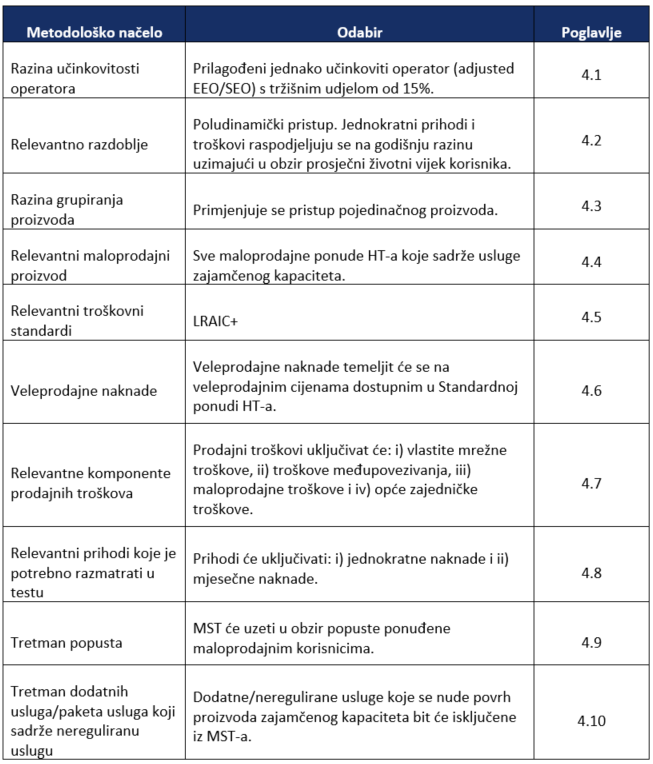 Metodološko načelo
Odabir
Poglavlje
Razina učinkovitosti
operatora
Prilagođeni jednako učinkoviti operator (adjusted
EEO/SEO) s tržišnim udjelom od 15%.
4.1
Relevantno razdoblje
Poludinamički pristup. Jednokratni prihodi i
troškovi raspodjeljuju se na godišnju razinu
uzimajući u obzir prosječni životni vijek korisnika.
4.2
Razina grupiranja
proizvoda
Primjenjuje se pristup pojedinačnog proizvoda.
4.3
Relevantni maloprodajni
proizvod
Sve maloprodajne ponude HT-a koje sadrže usluge
zajamčenog kapaciteta.
4.4
Relevantni troškovni
standardi
LRAIC+
4.5
Veleprodajne naknade
Veleprodajne naknade temeljit će se na
veleprodajnim cijenama dostupnim u Standardnoj
ponudi HT-a.
4.6
Relevantne komponente
prodajnih troškova
Prodajni troškovi uključivat će: i) vlastite mrežne
troškove, ii) troškove međupovezivanja, iii)
maloprodajne troškove i iv) opće zajedničke
troškove.
4.7
Relevantni prihodi koje je
potrebno razmatrati u
testu
Prihodi će uključivati: i) jednokratne naknade i ii)
mjesečne naknade.
4.8
Tretman popusta
MST će uzeti u obzir popuste ponuđene
maloprodajnim korisnicima.
4.9
Tretman dodatnih
usluga/paketa usluga koji
sadrže nereguliranu
uslugu
Dodatne/neregulirane usluge koje se nude povrh
proizvoda zajamčenog kapaciteta bit će isključene
iz MST-a.
4.10